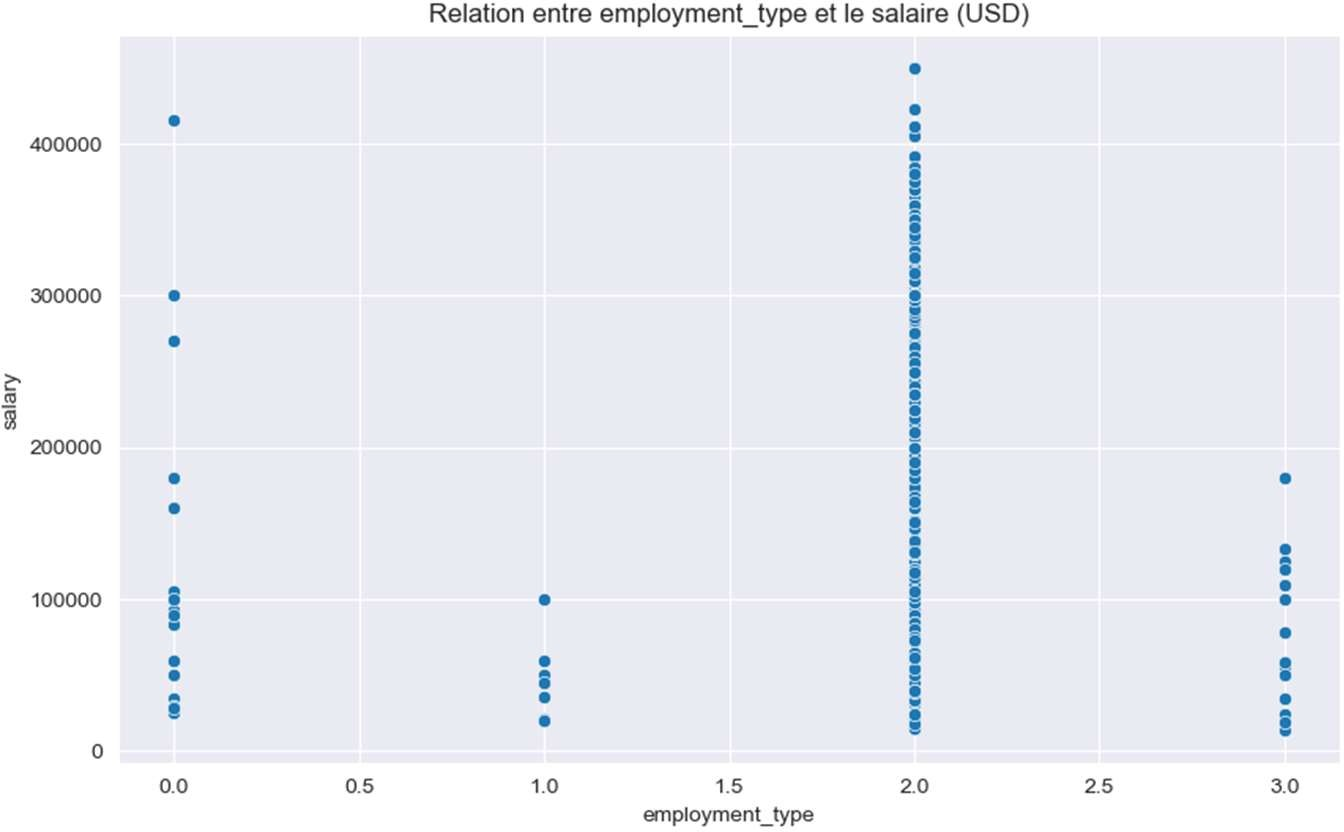 Relation entre employment_type et le salaire (USD)
400000
300000
200000
100000
0
salary
0.0 0.5 1.0 1.5 2.0 2.5 3.0
employment_type